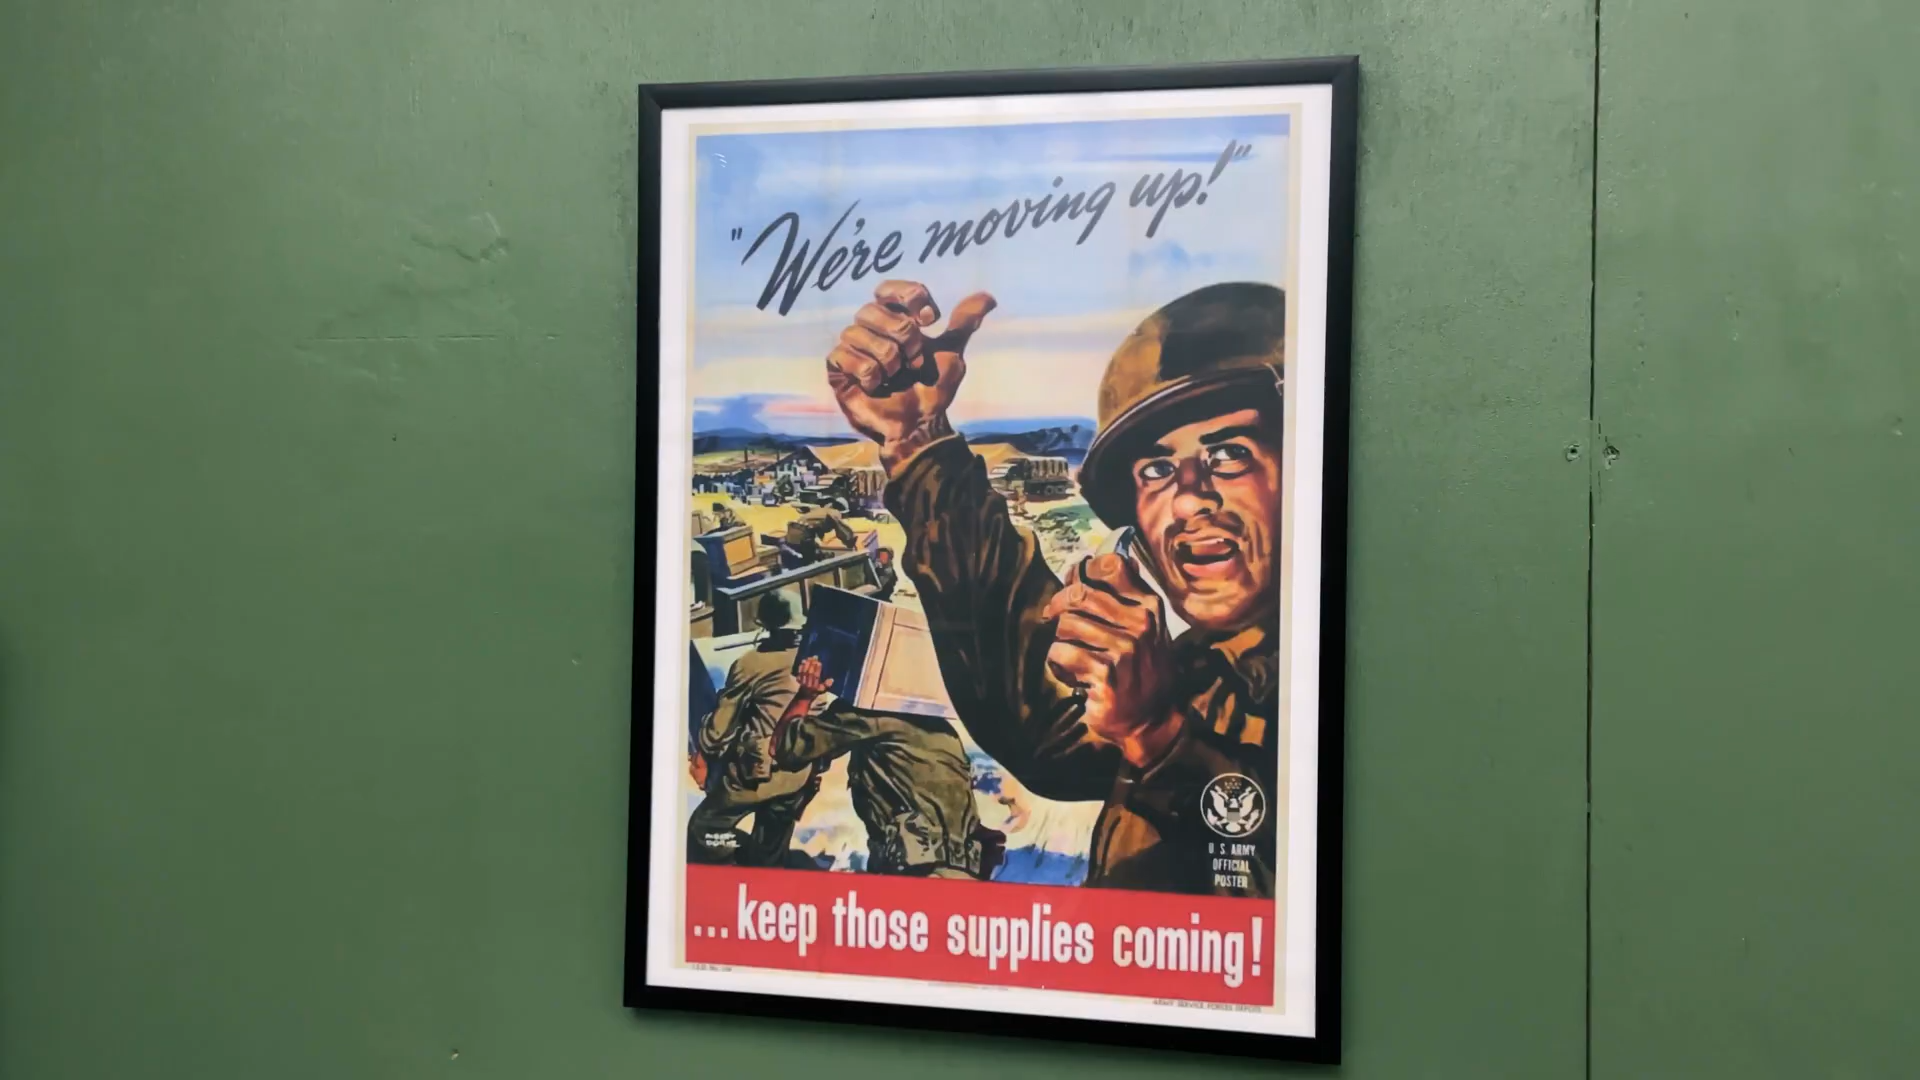 "We're moving up!"
U. S. ARMY
OFFICIAL
POSTER
...keep those supplies coming!